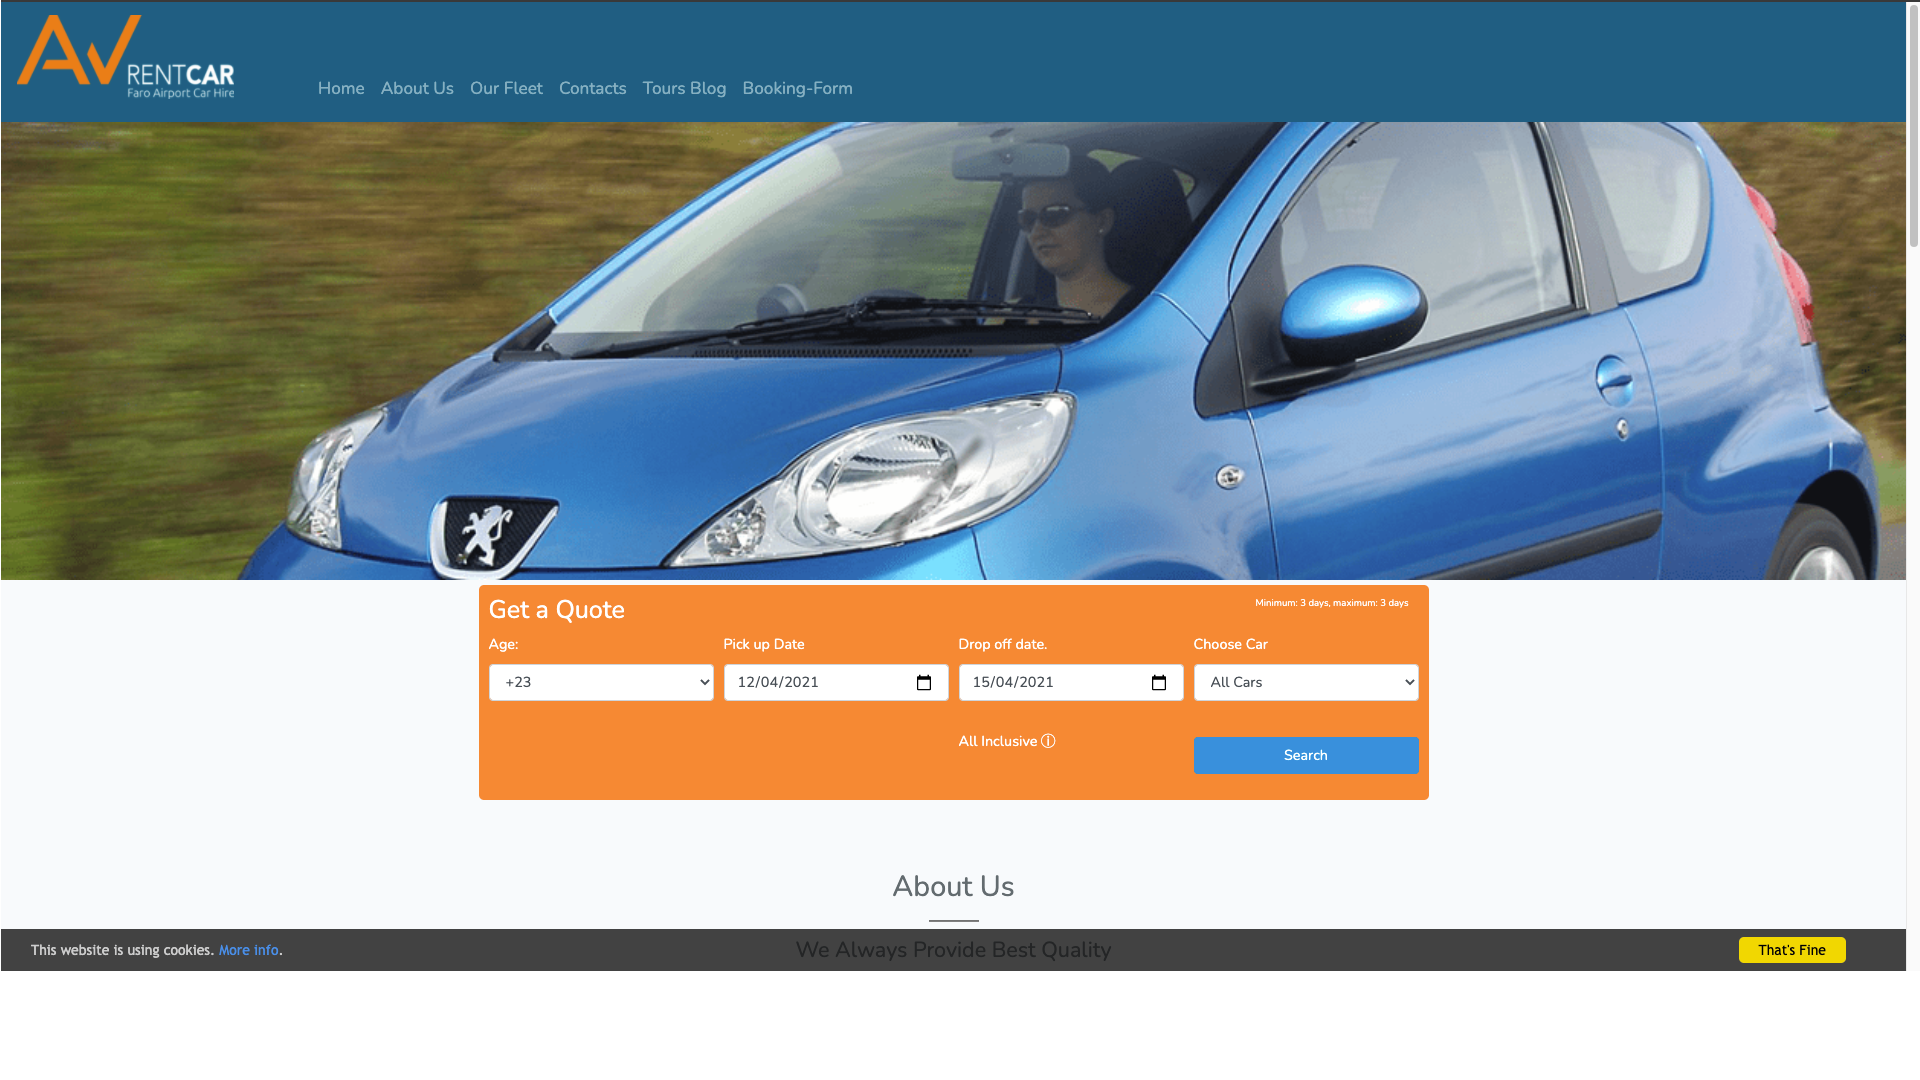 AV RENTCAR
Faro Airport Car Hire
Home About Us Our Fleet Contacts Tours Blog Booking-Form
Get a Quote
Minimum: 3 days, maximum: 3 days
Age: Pick up Date Drop off date. Choose Car
+23 12/04/2021 15/04/2021 All Cars
All Inclusive ⓘ
Search
About Us
We Always Provide Best Quality
This website is using cookies. More info.
That's Fine